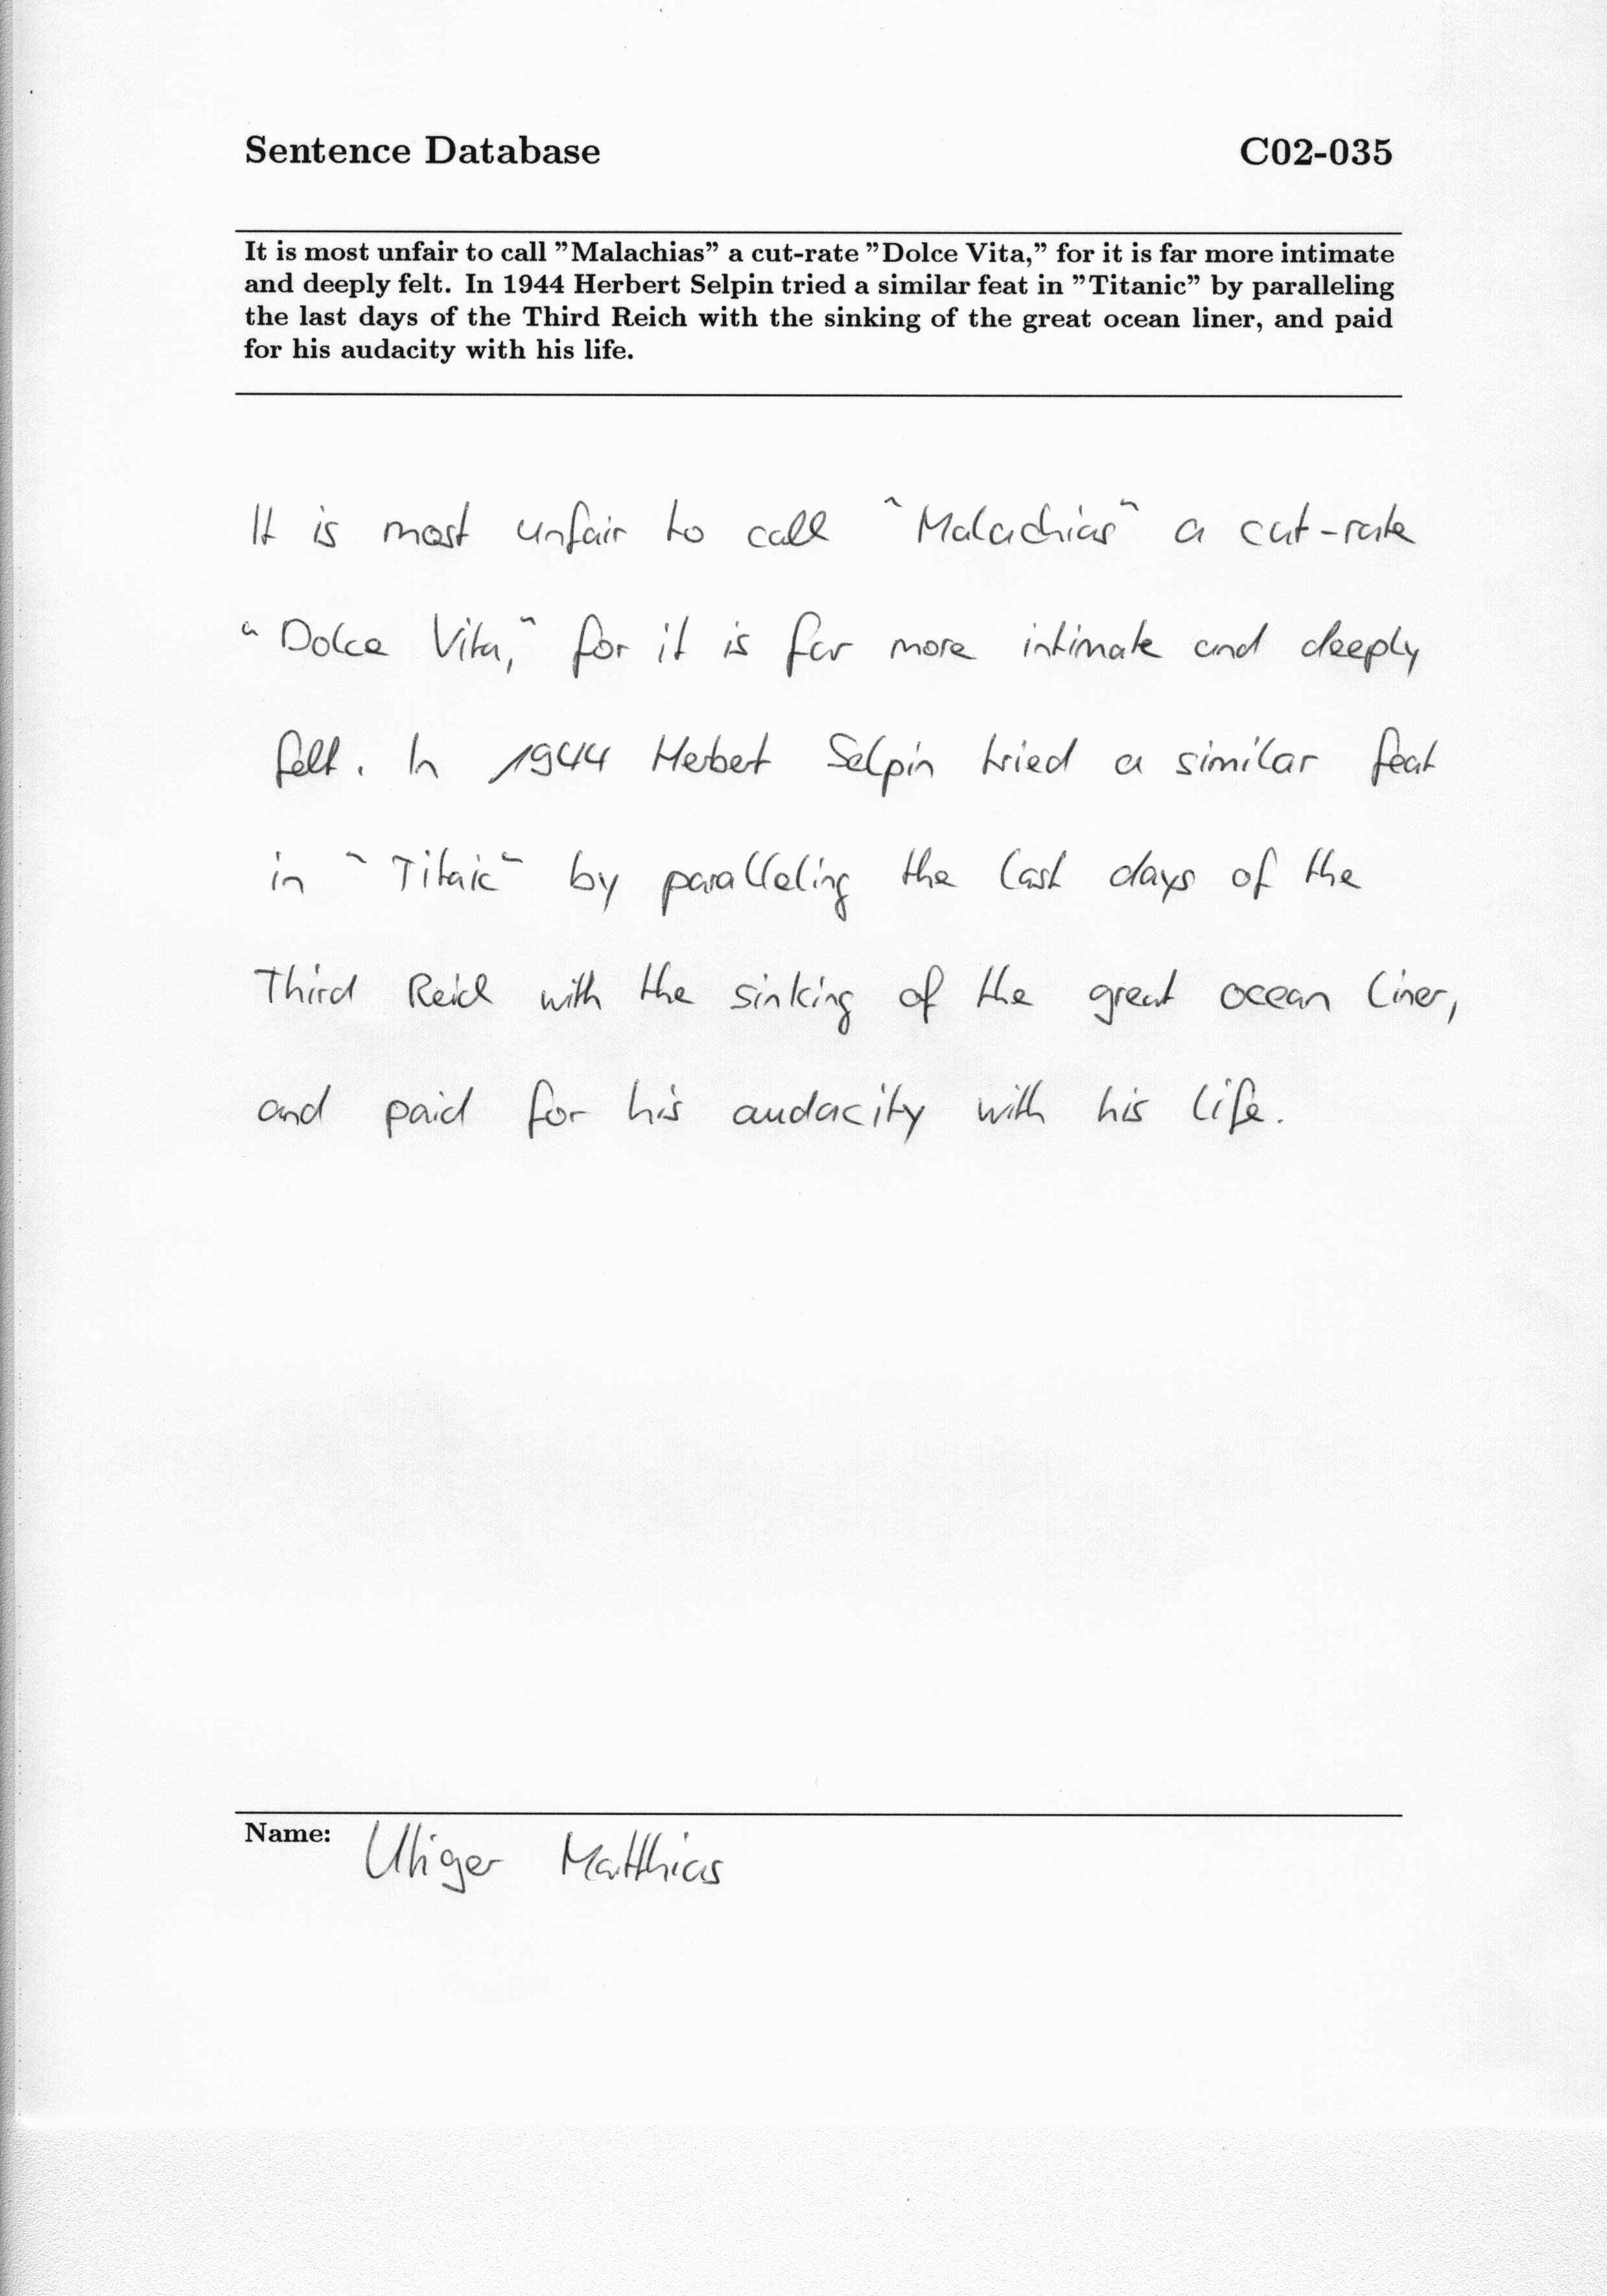 Sentence Database C02-035
It is most unfair to call ”Malachias” a cut-rate ”Dolce Vita,” for it is far more intimate
and deeply felt. In 1944 Herbert Selpin tried a similar feat in ”Titanic” by paralleling
the last days of the Third Reich with the sinking of the great ocean liner, and paid
for his audacity with his life.
It is most unfair to call "Malachias" a cut-rate
"Dolce Vita," for it is far more intimate and deeply
felt. In 1944 Herbert Selpin tried a similar feat
in "Titaic" by paralleling the last days of the
Third Reich with the sinking of the great ocean liner,
and paid for his audacity with his life.
Name: Uhiger Matthias